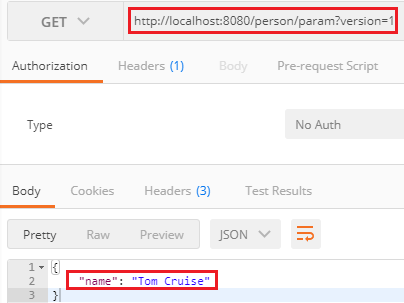 GET http://localhost:8080/person/param?version=1
Authorization Headers (1) Body Pre-request Script
Type No Auth
Body Cookies Headers (3) Test Results
Pretty Raw Preview JSON
1 {
2 "name": "Tom Cruise"
3 }